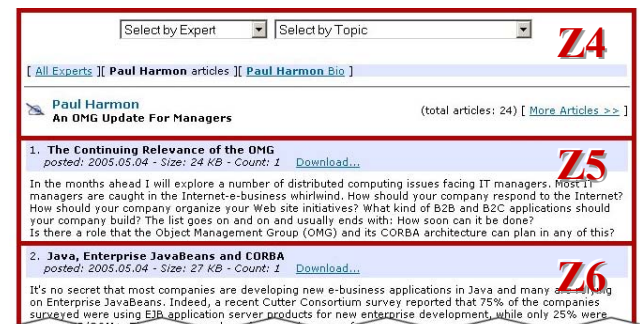 Select by Expert Select by Topic
Z4
[ All Experts ][ Paul Harmon articles ][ Paul Harmon Bio ]
Paul Harmon (total articles: 24) [ More Articles >> ]
An OMG Update For Managers
1. The Continuing Relevance of the OMG
posted: 2005.05.04 - Size: 24 KB - Count: 1 Download...
Z5
In the months ahead I will explore a number of distributed computing issues facing IT managers. Most IT
managers are caught in the Internet-e-business whirlwind. How should your company respond to the Internet?
How should your company organize your Web site initiatives? What kind of B2B and B2C applications should
your company build? The list goes on and on and usually ends with: How soon can it be done?
Is there a role that the Object Management Group (OMG) and its CORBA architecture can plan in any of this?
2. Java, Enterprise JavaBeans and CORBA
posted: 2005.05.04 - Size: 27 KB - Count: 1 Download...
Z6
It's no secret that most companies are developing new e-business applications in Java and many are relying
on Enterprise JavaBeans. Indeed, a recent Cutter Consortium survey reported that 75% of the companies
surveyed were using EJB application server products for new enterprise development, while only 25% were